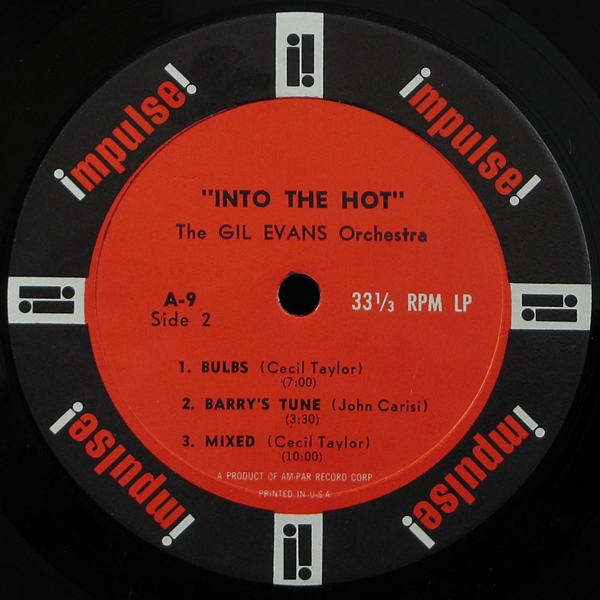 impulse!
impulse!
"INTO THE HOT"
The GIL EVANS Orchestra
A-9
Side 2
33 1/3 RPM LP
1. BULBS (Cecil Taylor)
(7:00)
2. BARRY'S TUNE (John Carisi)
(3:30)
3. MIXED (Cecil Taylor)
(10:00)
A PRODUCT OF AM-PAR RECORD CORP
PRINTED IN U·S·A
impulse!
impulse!